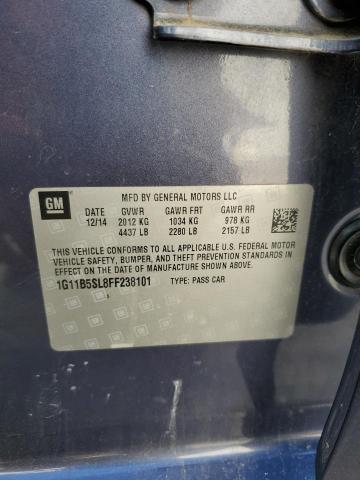 GM
MFD BY GENERAL MOTORS LLC
DATE GVWR GAWR FRT GAWR RR
12/14 2012 KG 1034 KG 978 KG
4437 LB 2280 LB 2157 LB
THIS VEHICLE CONFORMS TO ALL APPLICABLE U.S. FEDERAL MOTOR
VEHICLE SAFETY, BUMPER, AND THEFT PREVENTION STANDARDS IN
EFFECT ON THE DATE OF MANUFACTURE SHOWN ABOVE.
1G11B5SL8FF238101 TYPE: PASS CAR